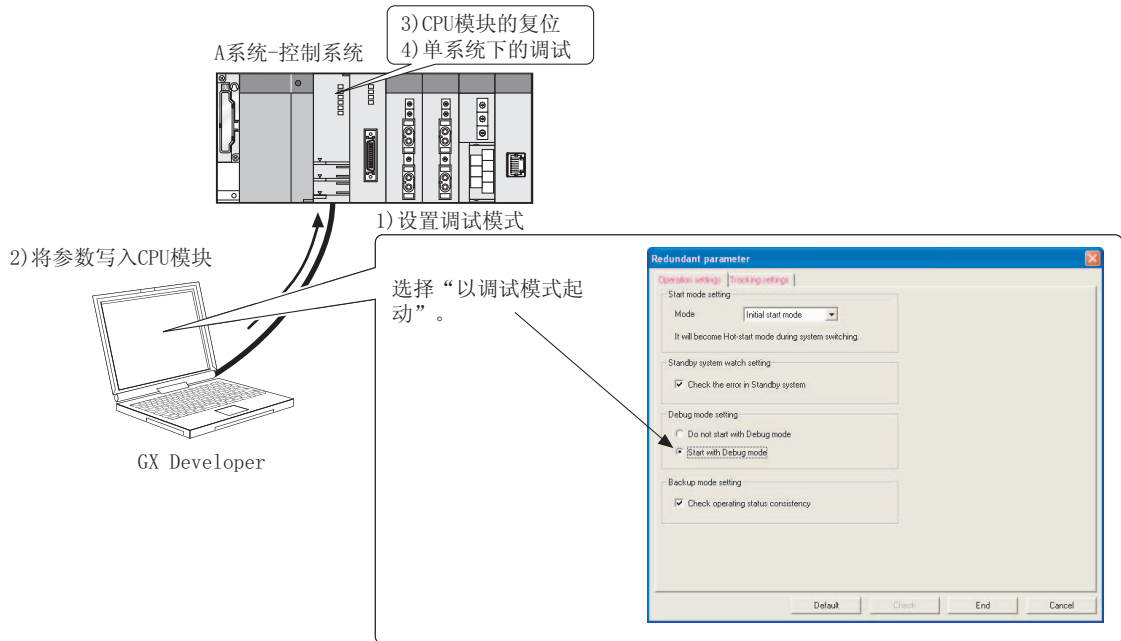 3)CPU模块的复位
4)单系统下的调试
A系统-控制系统
1)设置调试模式
2)将参数写入CPU模块
选择“以调试模式起
动”。
GX Developer
Redundant parameter
Operation settings
Tracking settings
Start mode setting
Mode
Initial start mode
It will become Hot-start mode during system switching.
Standby system watch setting
Check the error in Standby system
Debug mode setting
Do not start with Debug mode
Start with Debug mode
Backup mode setting
Check operating status consistency
Default
Check
End
Cancel